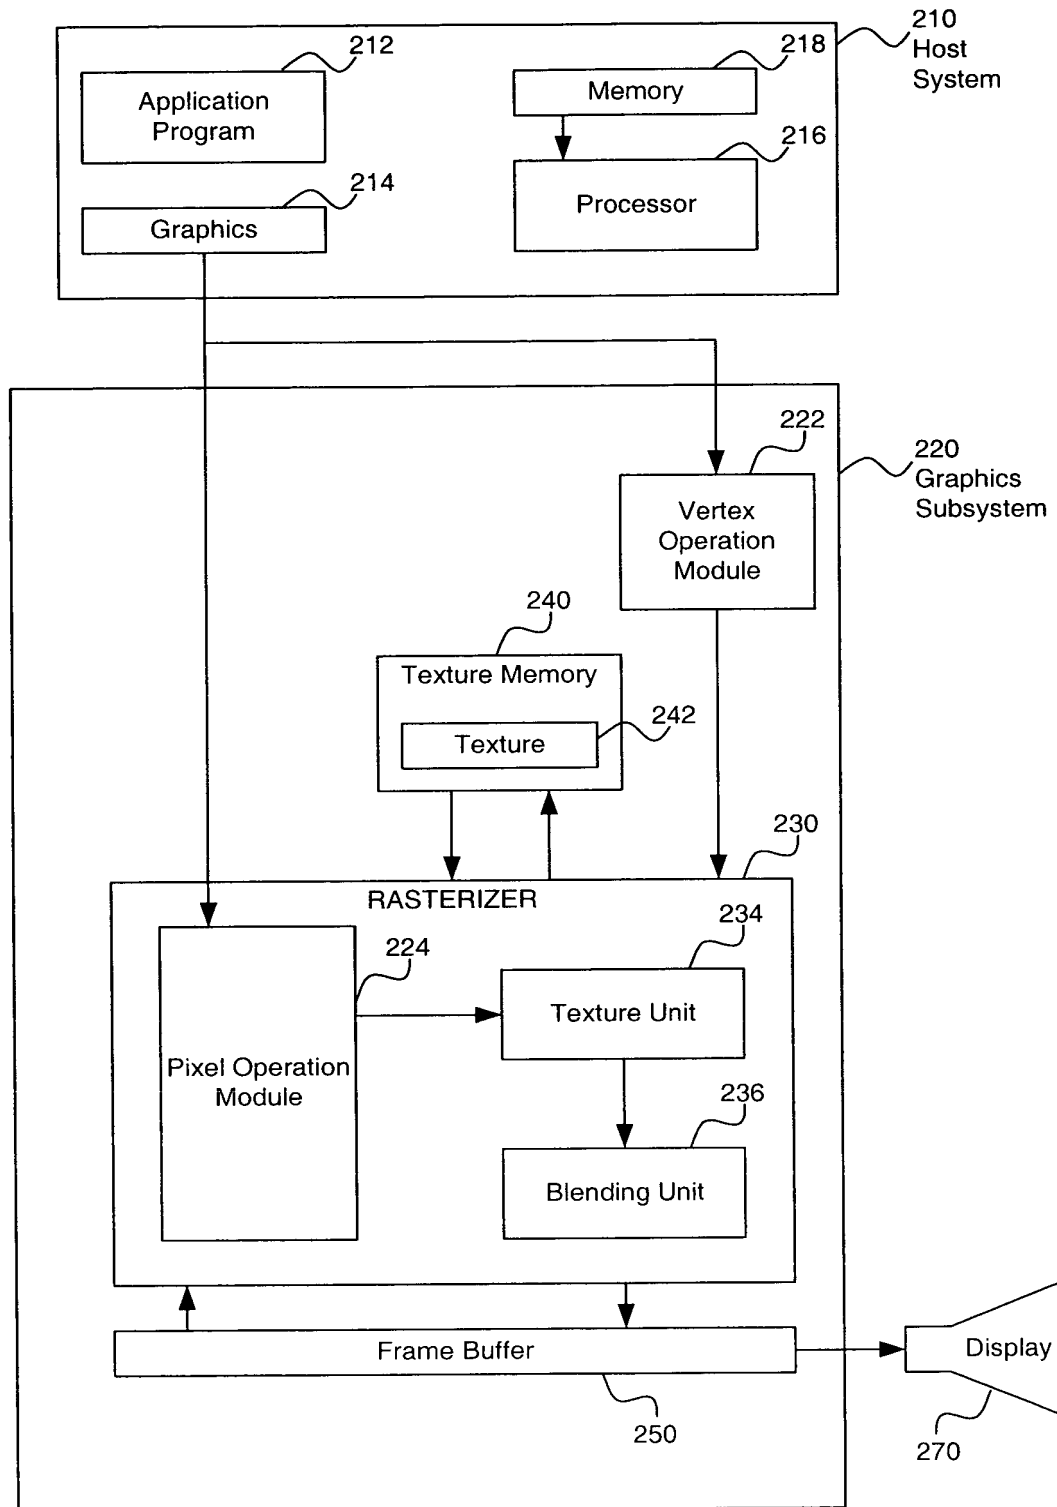 210
Host
System
212
218
Application
Program
Memory
216
214
Processor
Graphics
222
220
Graphics
Subsystem
Vertex
Operation
Module
240
Texture Memory
242
Texture
230
RASTERIZER
234
224
Texture Unit
Pixel Operation
Module
236
Blending Unit
Frame Buffer
Display
250
270